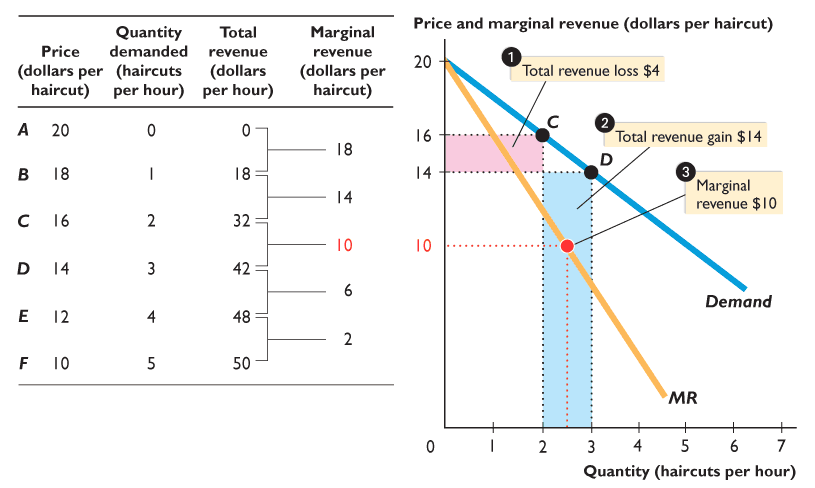 Price
(dollars per
haircut)
Quantity
demanded
(haircuts
per hour)
Total
revenue
(dollars
per hour)
Marginal
revenue
(dollars per
haircut)
A 20 0 0
18
B 18 1 18
14
C 16 2 32
10
D 14 3 42
6
E 12 4 48
2
F 10 5 50
Price and marginal revenue (dollars per haircut)
20
16
14
10
1
Total revenue loss $4
C
2
Total revenue gain $14
D
3
Marginal
revenue $10
Demand
MR
0 1 2 3 4 5 6 7
Quantity (haircuts per hour)